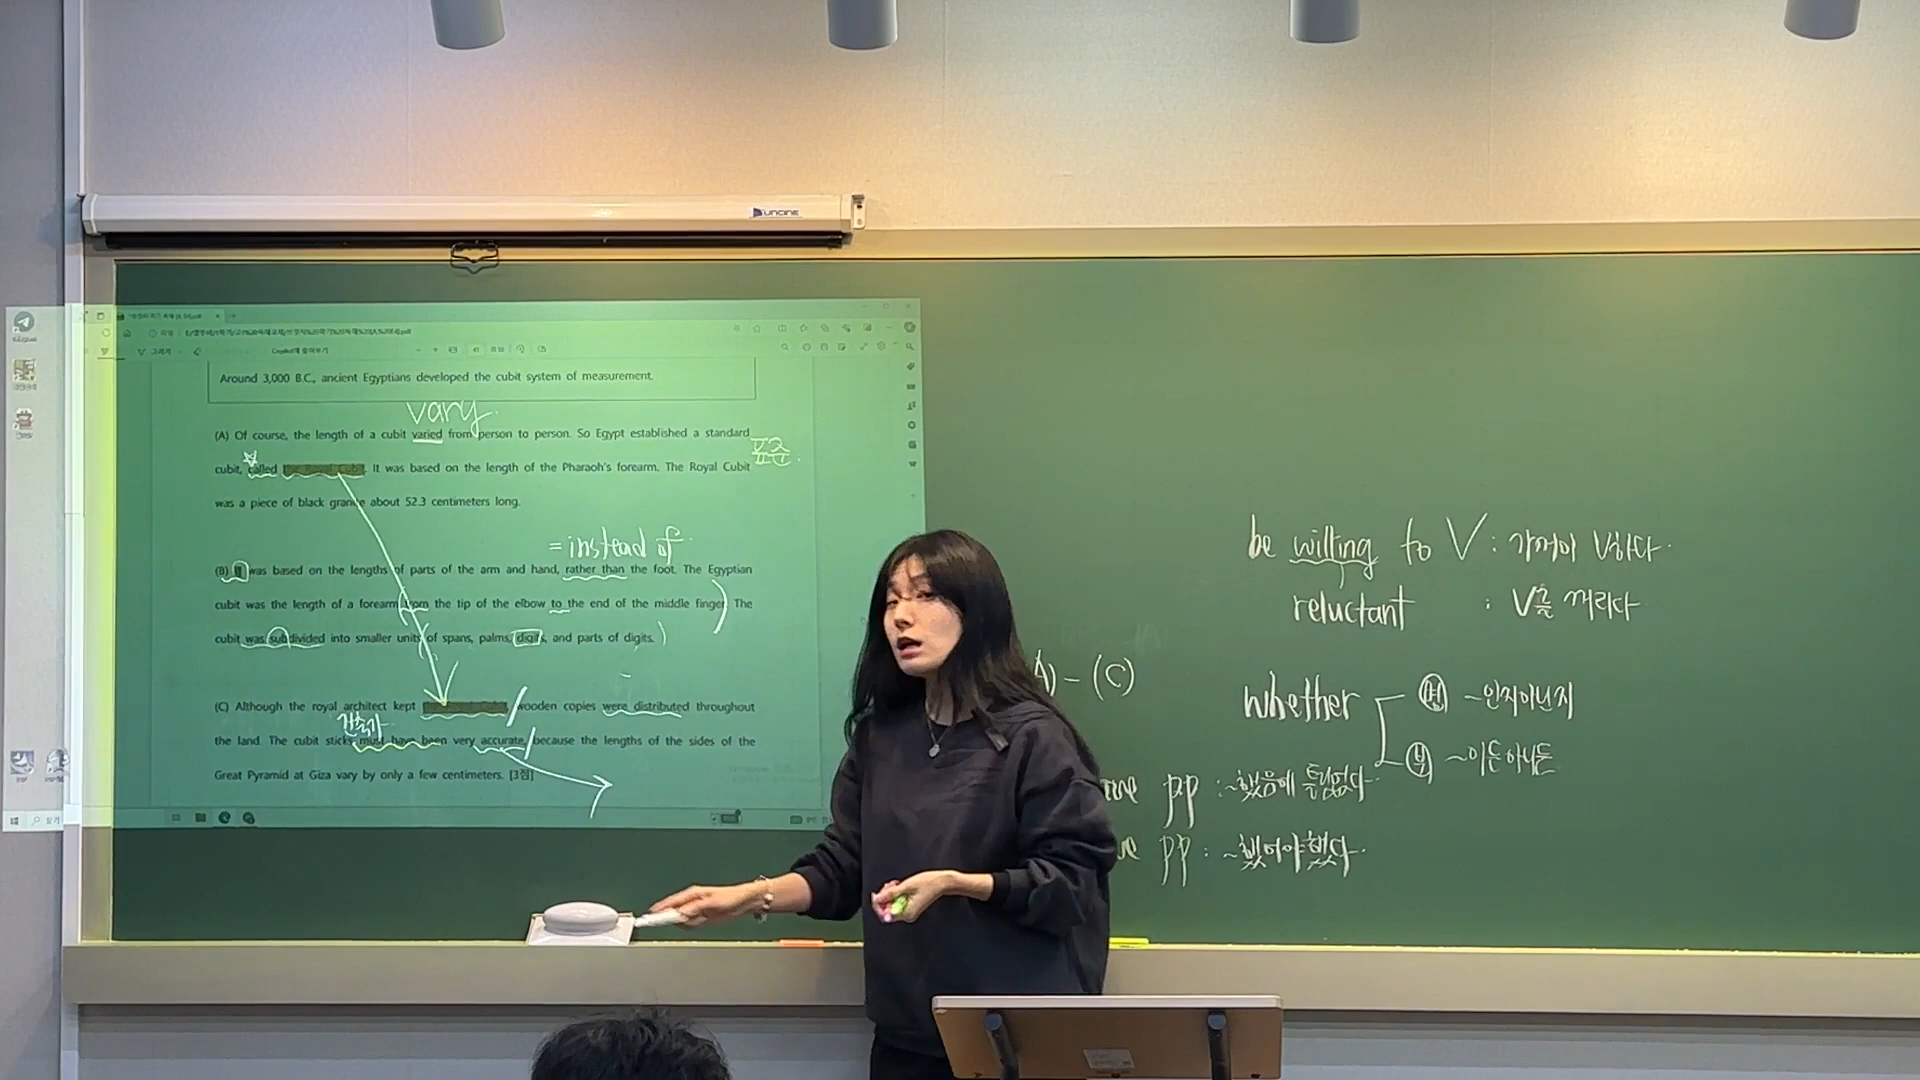 UNCINE
Around 3,000 B.C., ancient Egyptians developed the cubit system of measurement.
vary
(A) Of course, the length of a cubit varied from person to person. So Egypt established a standard
표준
cubit, called the Royal Cubit. It was based on the length of the Pharaoh's forearm. The Royal Cubit
was a piece of black granite about 52.3 centimeters long.
= instead of
(B) It was based on the lengths of parts of the arm and hand, rather than the foot. The Egyptian
cubit was the length of a forearm from the tip of the elbow to the end of the middle finger. The
cubit was subdivided into smaller units of spans, palms, digits, and parts of digits.
(C) Although the royal architect kept wooden copies were distributed throughout
건축가
the land. The cubit sticks must have been very accurate, because the lengths of the sides of the
Great Pyramid at Giza vary by only a few centimeters. [3점]
be willing to V : 기꺼이 V하다.
reluctant : V를 꺼리다
A) - (C)
whether 명 ~인지아닌지
부 ~이든아니든
pp : ~했음에 틀림없다.
pp : ~했어야했다.